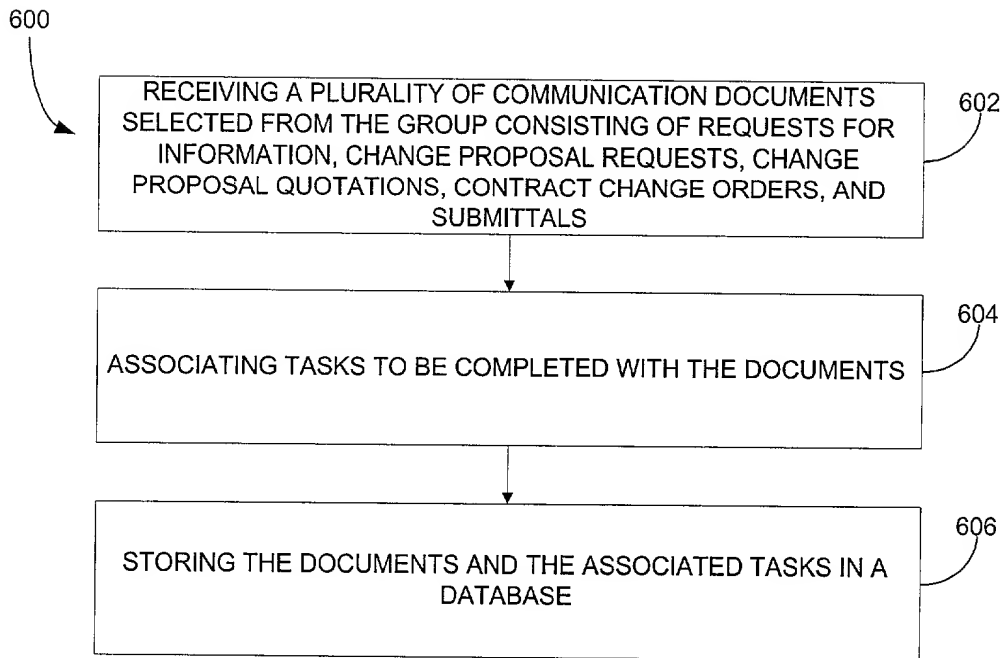 600
RECEIVING A PLURALITY OF COMMUNICATION DOCUMENTS
SELECTED FROM THE GROUP CONSISTING OF REQUESTS FOR
INFORMATION, CHANGE PROPOSAL REQUESTS, CHANGE
PROPOSAL QUOTATIONS, CONTRACT CHANGE ORDERS, AND
SUBMITTALS
602
ASSOCIATING TASKS TO BE COMPLETED WITH THE DOCUMENTS
604
STORING THE DOCUMENTS AND THE ASSOCIATED TASKS IN A
DATABASE
606